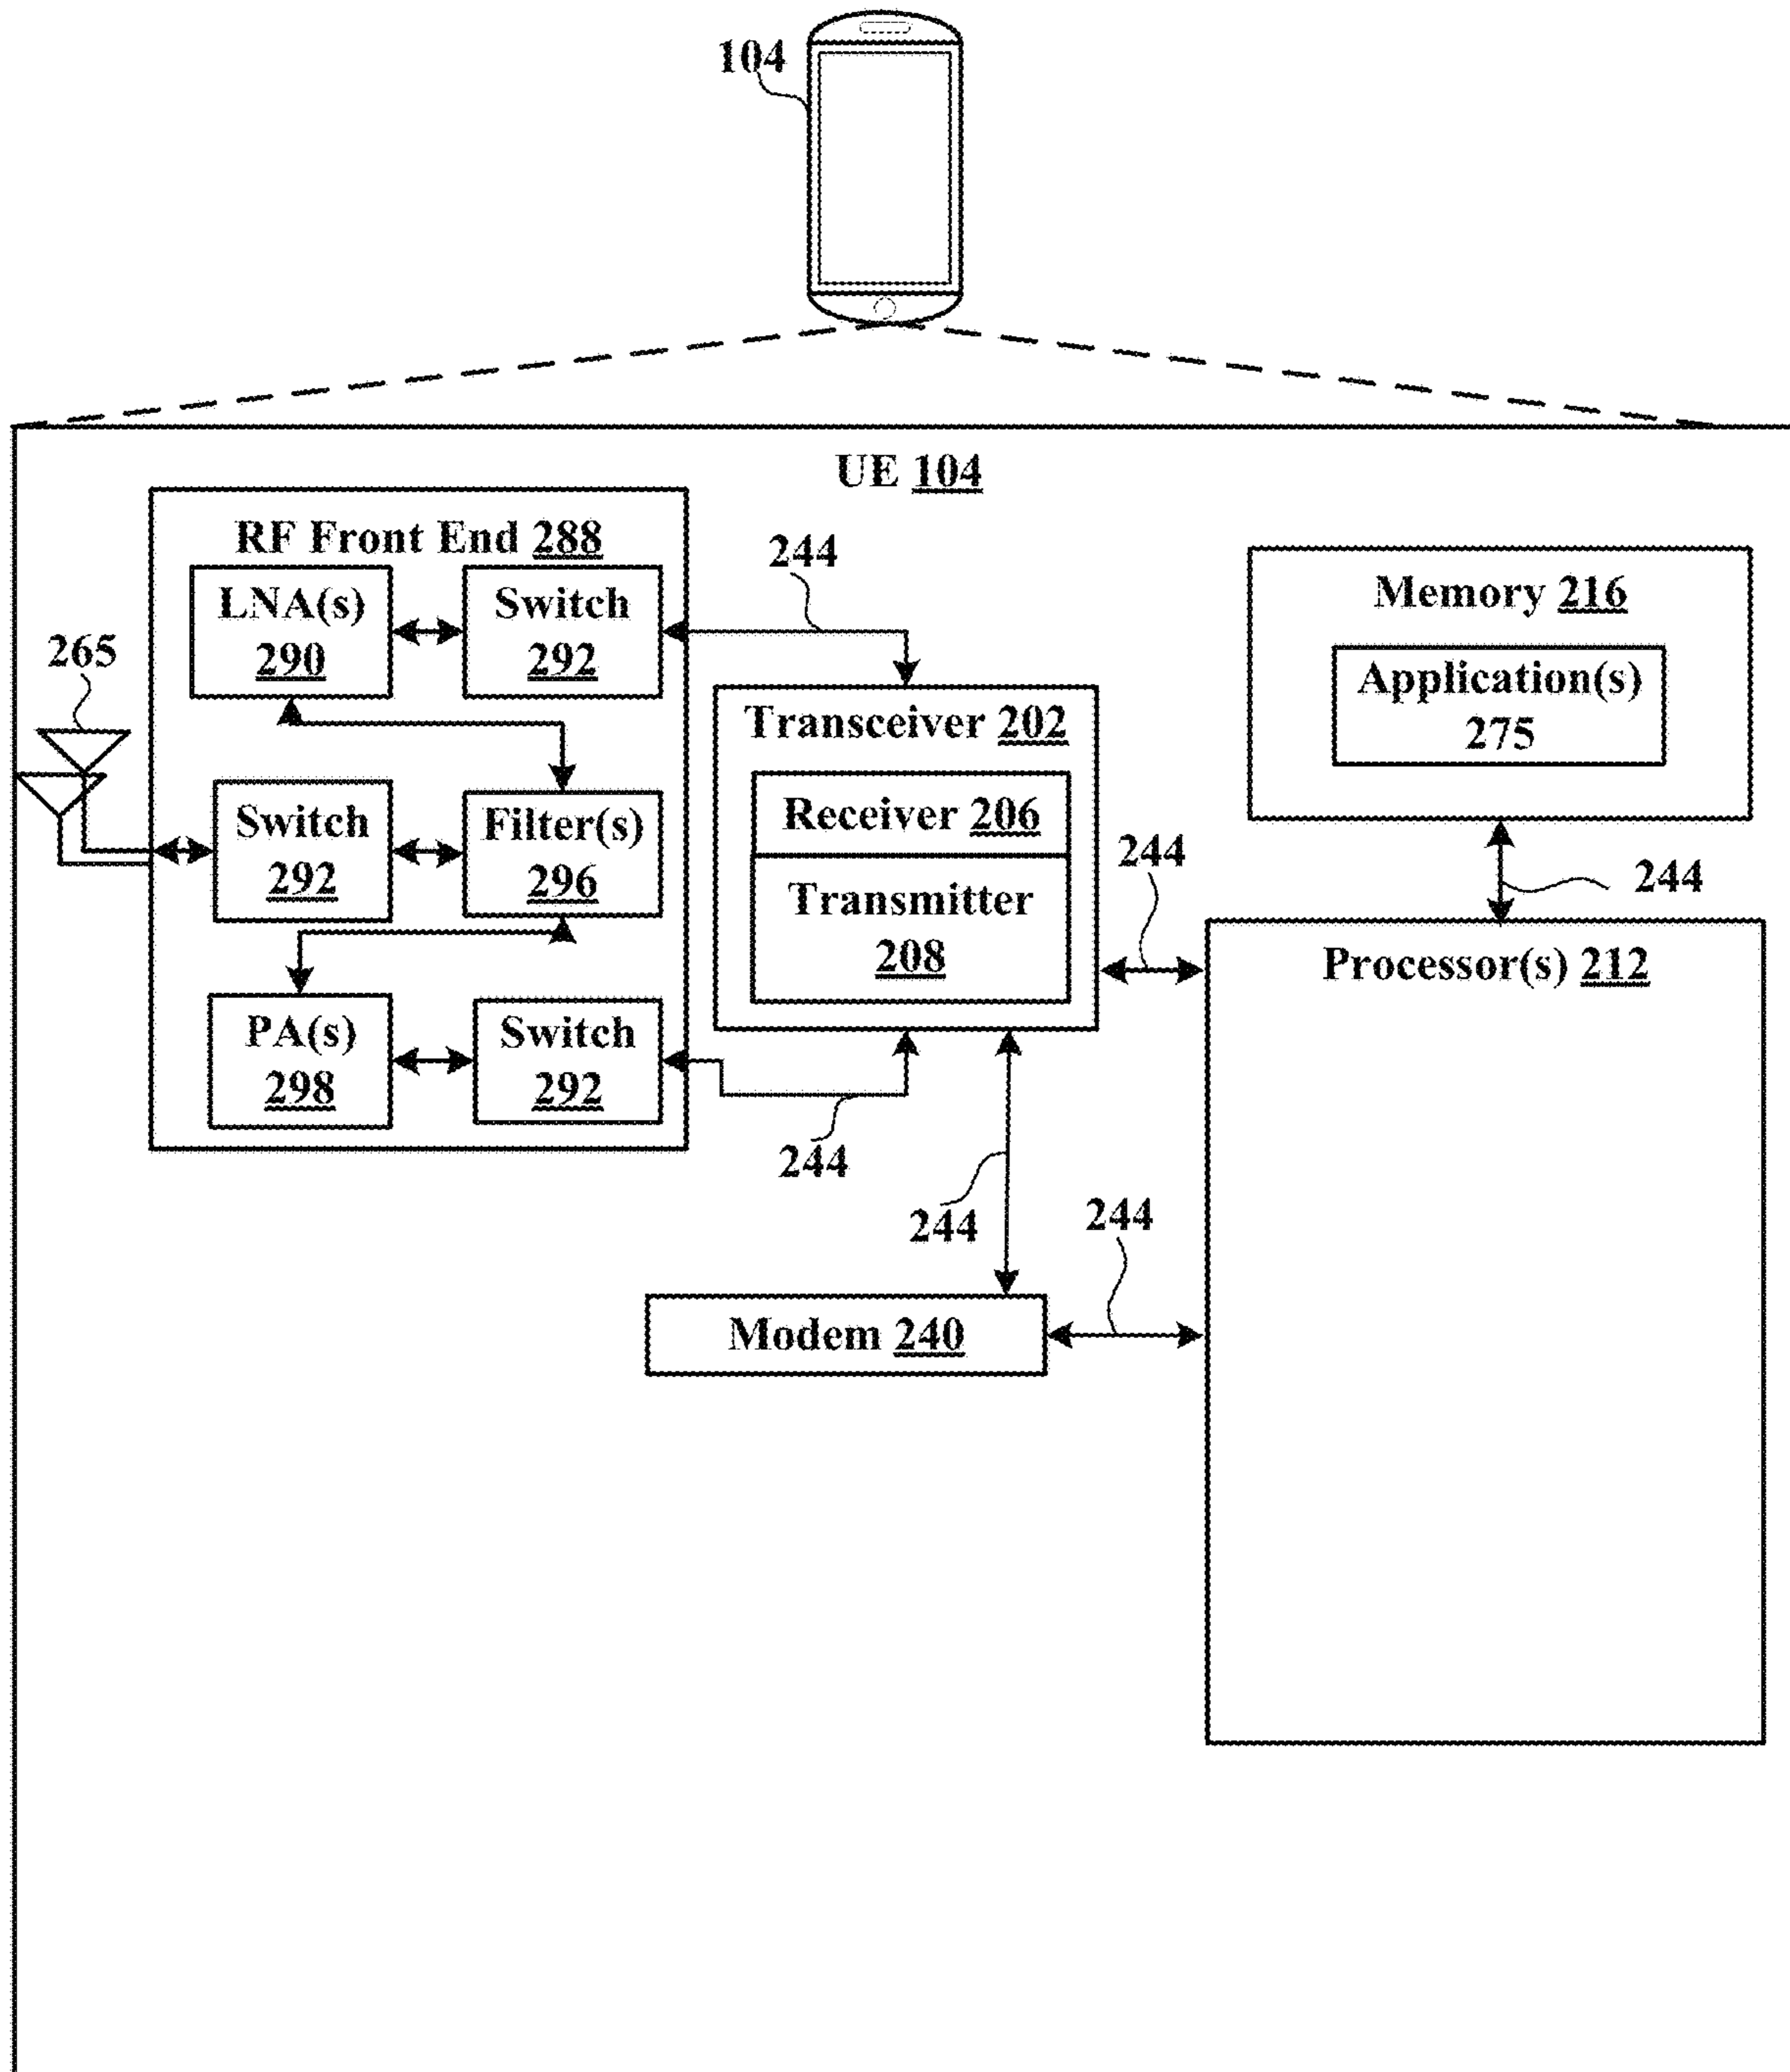 104
UE 104
RF Front End 288
LNA(s)
290
Switch
292
244
265
Switch
292
Filter(s)
296
PA(s)
298
Switch
292
244
Transceiver 202
Receiver 206
Transmitter
208
244
244
Modem 240
244
Memory 216
Application(s)
275
244
Processor(s) 212